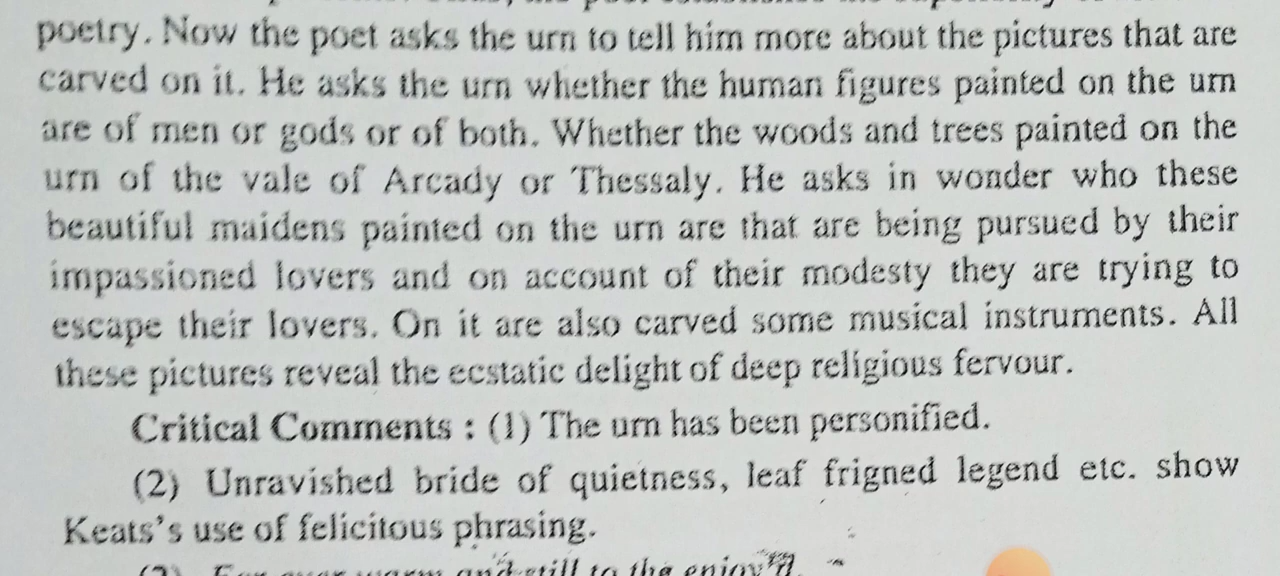 poetry. Now the poet asks the urn to tell him more about the pictures that are
carved on it. He asks the urn whether the human figures painted on the urn
are of men or gods or of both. Whether the woods and trees painted on the
urn of the vale of Arcady or Thessaly. He asks in wonder who these
beautiful maidens painted on the urn are that are being pursued by their
impassioned lovers and on account of their modesty they are trying to
escape their lovers. On it are also carved some musical instruments. All
these pictures reveal the ecstatic delight of deep religious fervour.
Critical Comments : (1) The urn has been personified.
(2) Unravished bride of quietness, leaf frigned legend etc. show
Keats's use of felicitous phrasing.
warm and still to the enjoy'd